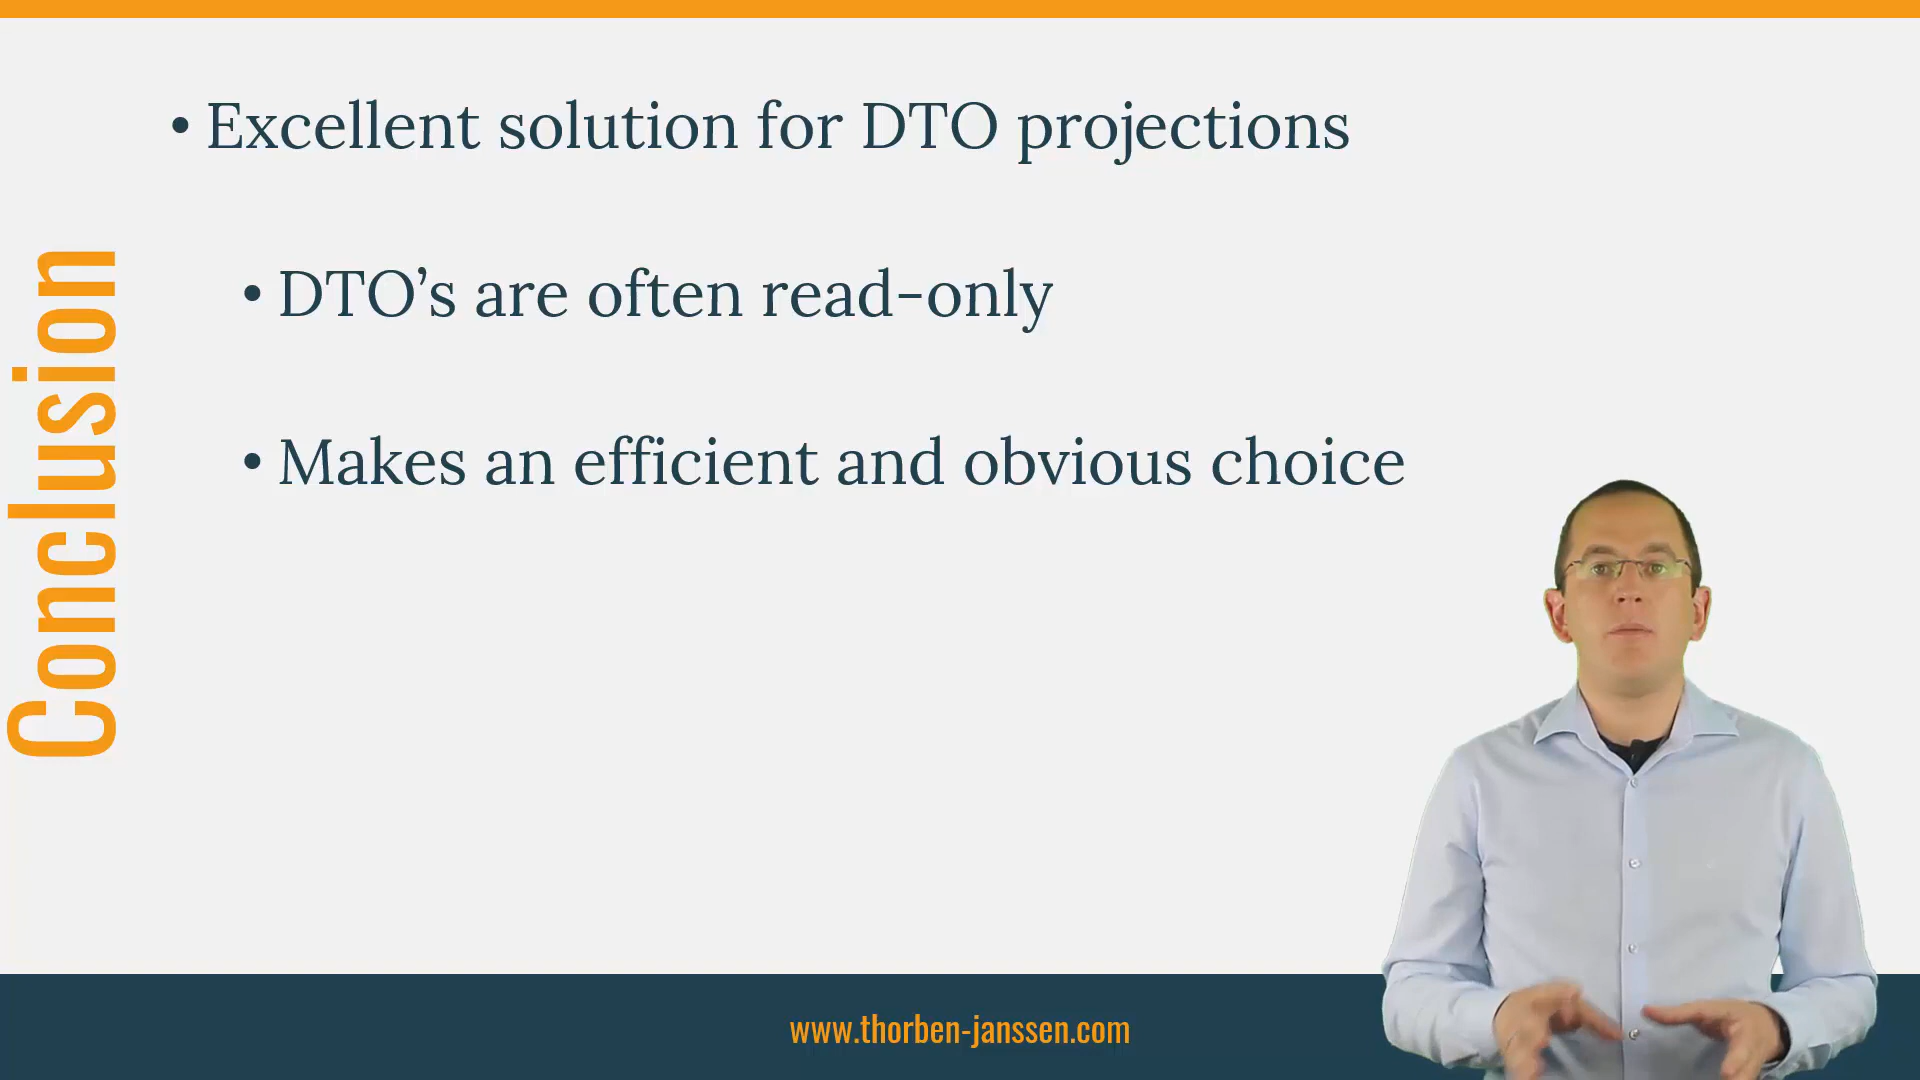 Conclusion
• Excellent solution for DTO projections
• DTO’s are often read-only
• Makes an efficient and obvious choice
www.thorben-janssen.com